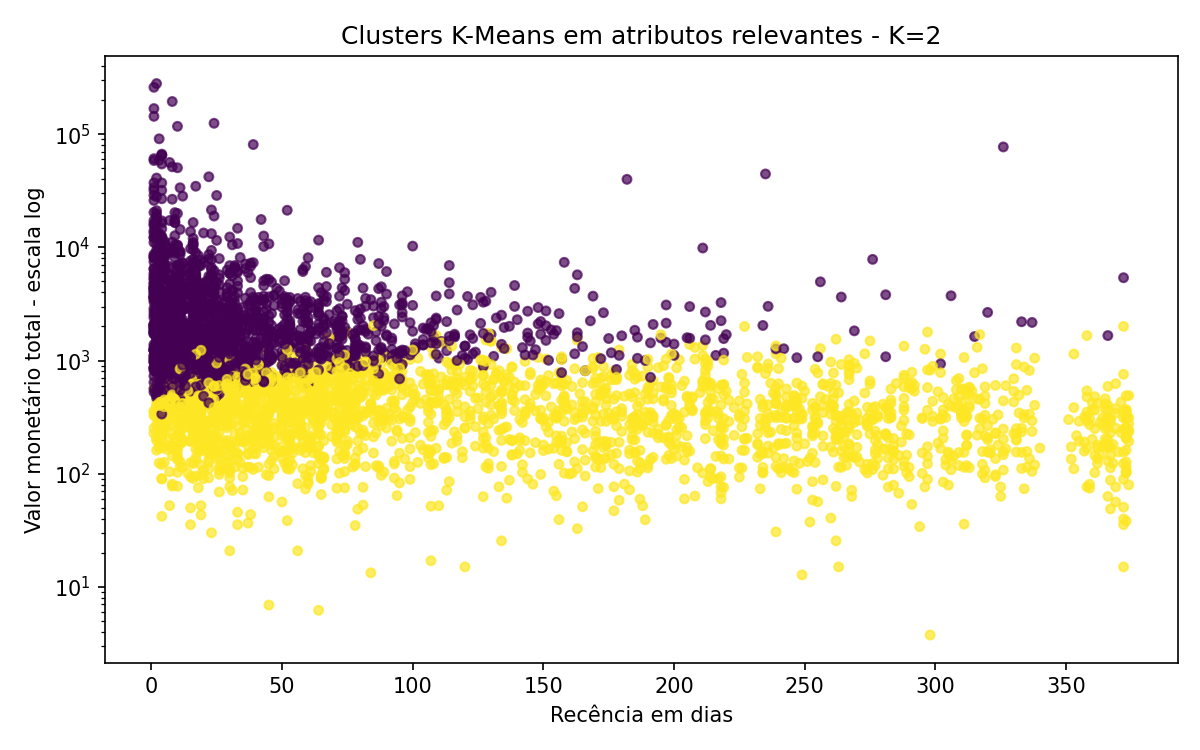 Clusters K-Means em atributos relevantes - K=2
Valor monetário total - escala log
10^5
10^4
10^3
10^2
10^1
0 50 100 150 200 250 300 350
Recência em dias